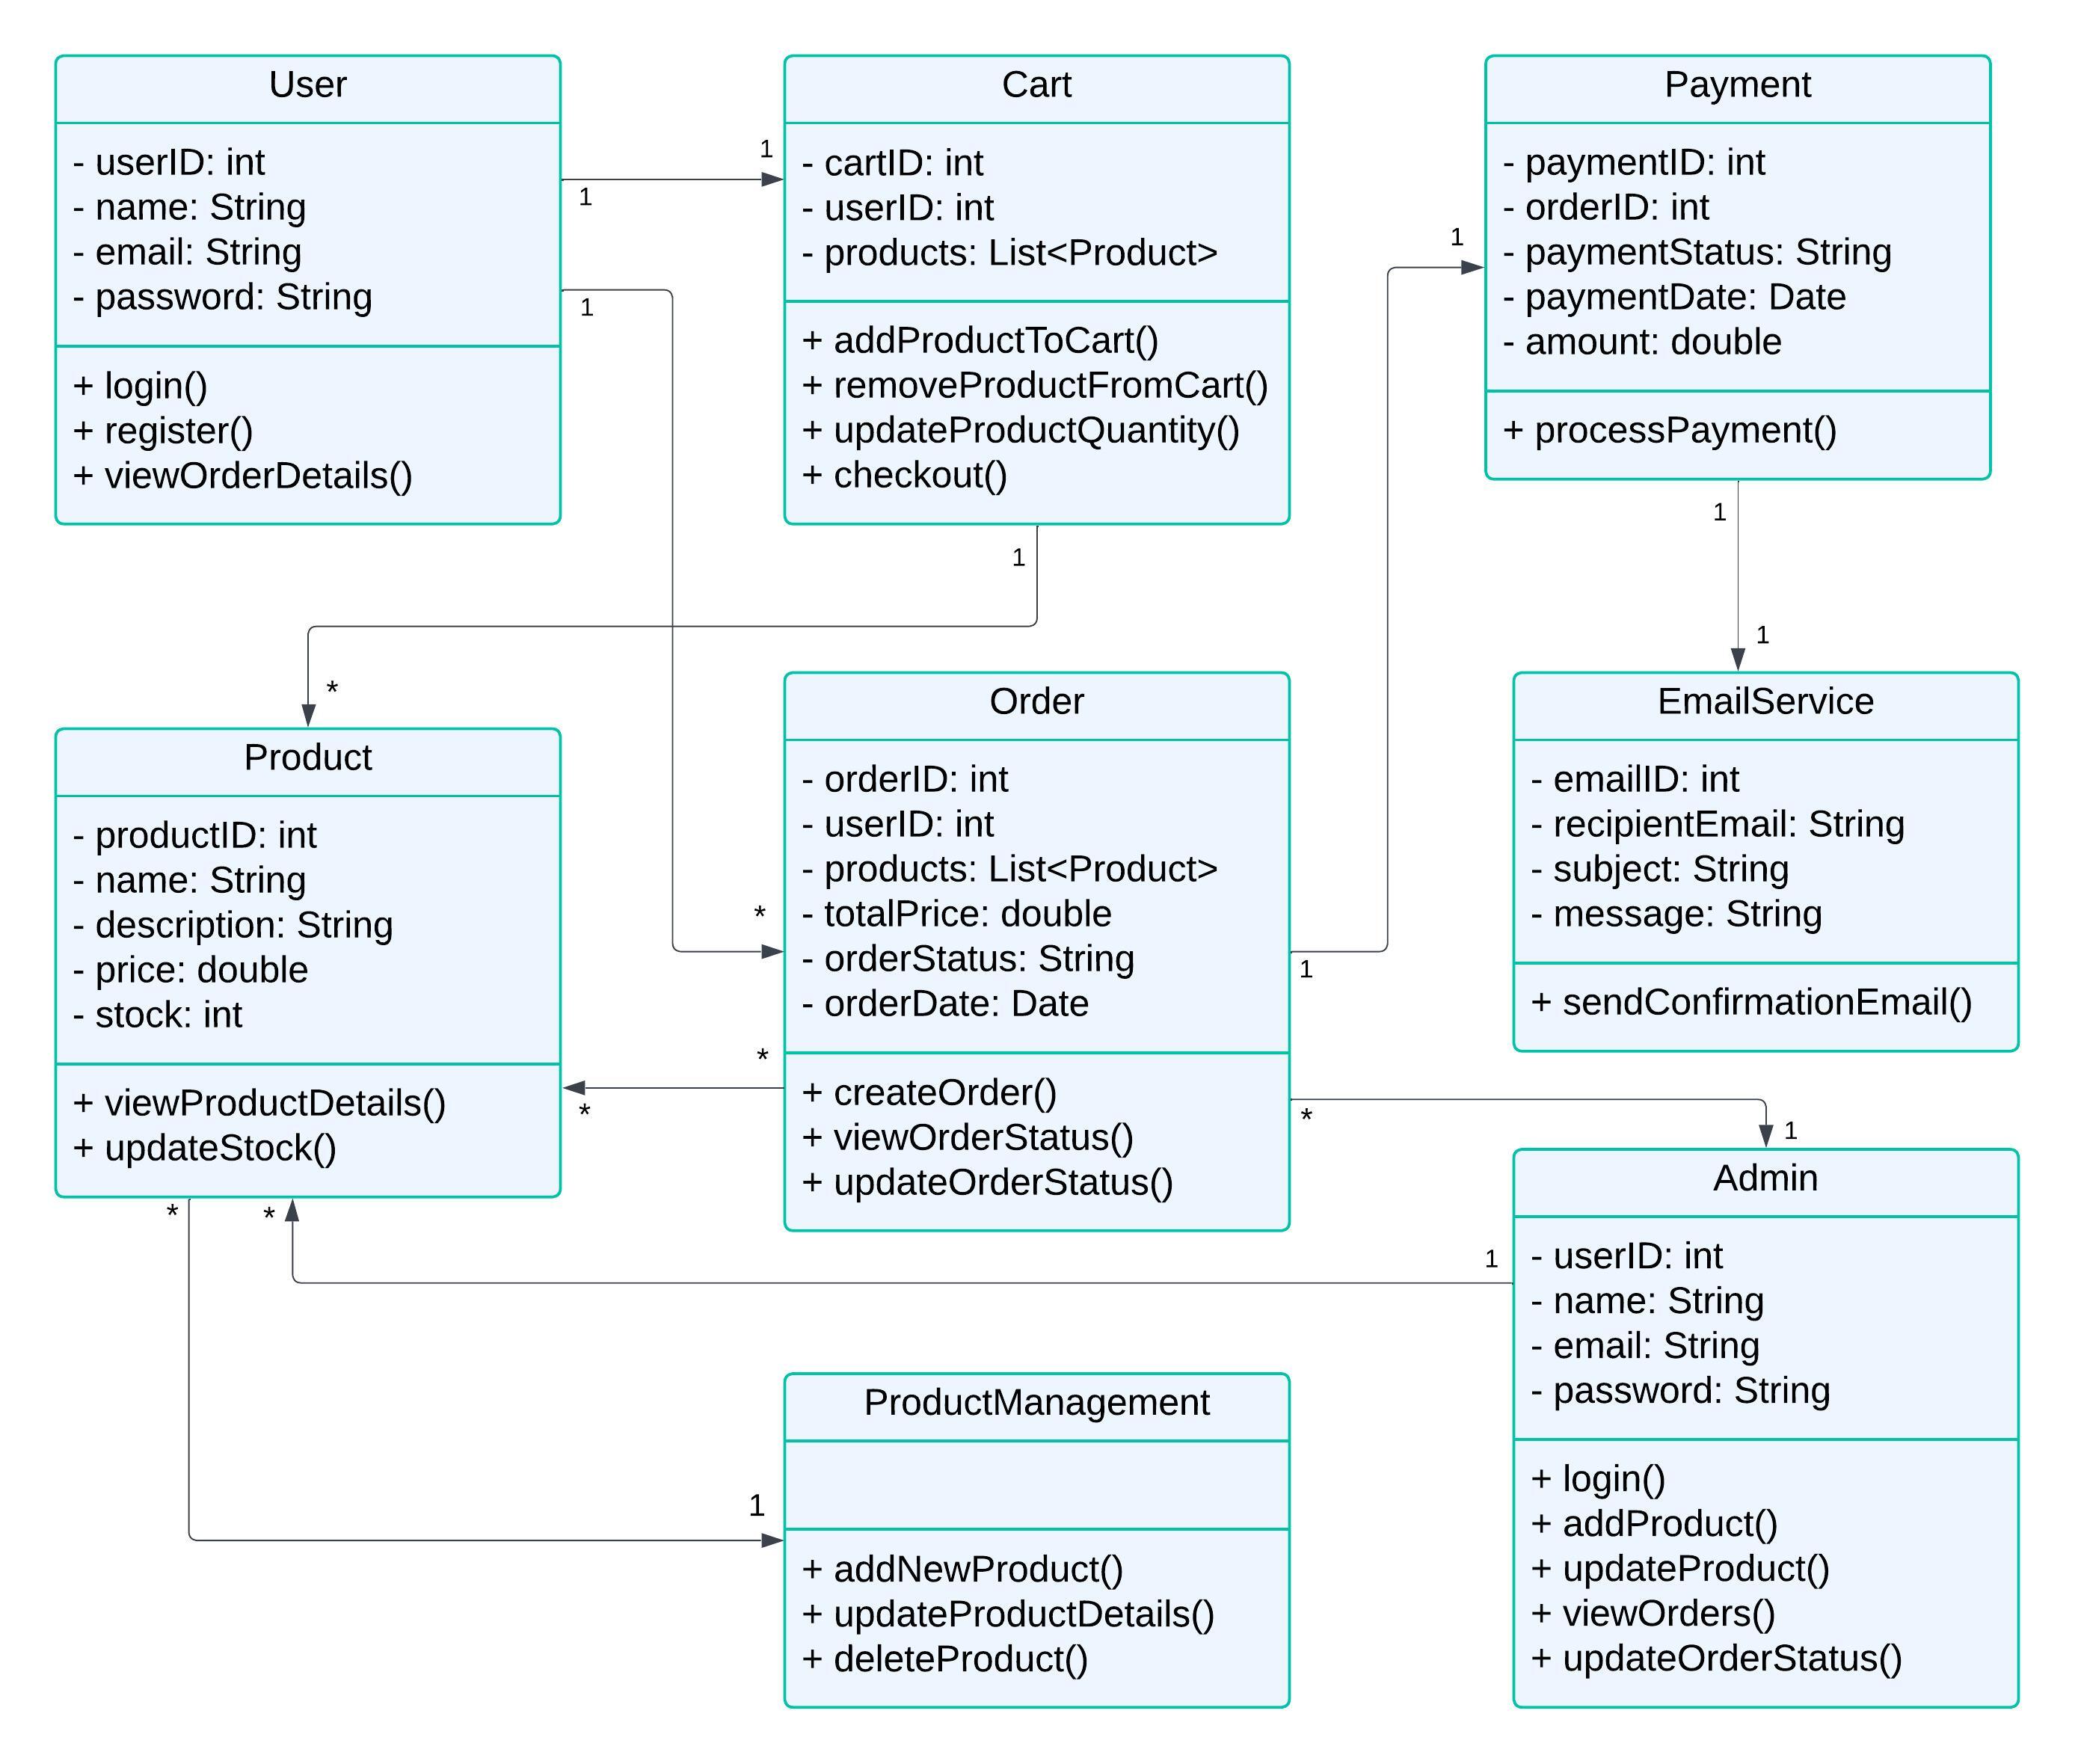 User
- userID: int
- name: String
- email: String
- password: String
+ login()
+ register()
+ viewOrderDetails()
1
1
1
Cart
- cartID: int
- userID: int
- products: List<Product>
+ addProductToCart()
+ removeProductFromCart()
+ updateProductQuantity()
+ checkout()
1
*
1
Payment
- paymentID: int
- orderID: int
- paymentStatus: String
- paymentDate: Date
- amount: double
+ processPayment()
1
1
Product
- productID: int
- name: String
- description: String
- price: double
- stock: int
+ viewProductDetails()
+ updateStock()
*
*
*
*
*
Order
- orderID: int
- userID: int
- products: List<Product>
- totalPrice: double
- orderStatus: String
- orderDate: Date
+ createOrder()
+ viewOrderStatus()
+ updateOrderStatus()
1
*
EmailService
- emailID: int
- recipientEmail: String
- subject: String
- message: String
+ sendConfirmationEmail()
1
1
1
ProductManagement
+ addNewProduct()
+ updateProductDetails()
+ deleteProduct()
Admin
- userID: int
- name: String
- email: String
- password: String
+ login()
+ addProduct()
+ updateProduct()
+ viewOrders()
+ updateOrderStatus()